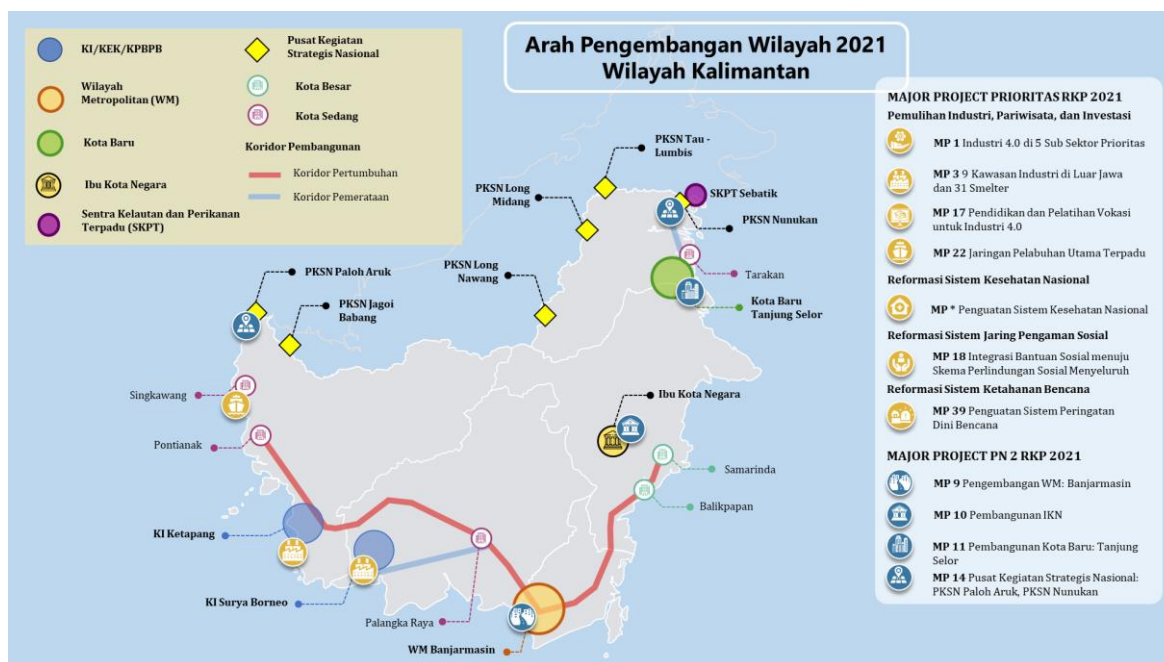 Arah Pengembangan Wilayah 2021
Wilayah Kalimantan
KI/KEK/KPBPB
Wilayah
Metropolitan (WM)
Kota Baru
Ibu Kota Negara
Sentra Kelautan dan Perikanan
Terpadu (SKPT)
Pusat Kegiatan
Strategis Nasional
Kota Besar
Kota Sedang
Koridor Pembangunan
Koridor Pertumbuhan
Koridor Pemerataan
PKSN Tau -
Lumbis
PKSN Long
Midang
SKPT Sebatik
PKSN Nunukan
PKSN Long
Nawang
Tarakan
Kota Baru
Tanjung Selor
PKSN Paloh Aruk
PKSN Jagoi
Babang
Singkawang
Pontianak
Ibu Kota Negara
Samarinda
Balikpapan
KI Ketapang
KI Surya Borneo
Palangka Raya
WM Banjarmasin
MAJOR PROJECT PRIORITAS RKP 2021
Pemulihan Industri, Pariwisata, dan Investasi
MP 1 Industri 4.0 di 5 Sub Sektor Prioritas
MP 3 9 Kawasan Industri di Luar Jawa
dan 31 Smelter
MP 17 Pendidikan dan Pelatihan Vokasi
untuk Industri 4.0
MP 22 Jaringan Pelabuhan Utama Terpadu
Reformasi Sistem Kesehatan Nasional
MP * Penguatan Sistem Kesehatan Nasional
Reformasi Sistem Jaring Pengaman Sosial
MP 18 Integrasi Bantuan Sosial menuju
Skema Perlindungan Sosial Menyeluruh
Reformasi Sistem Ketahanan Bencana
MP 39 Penguatan Sistem Peringatan
Dini Bencana
MAJOR PROJECT PN 2 RKP 2021
MP 9 Pengembangan WM: Banjarmasin
MP 10 Pembangunan IKN
MP 11 Pembangunan Kota Baru: Tanjung
Selor
MP 14 Pusat Kegiatan Strategis Nasional:
PKSN Paloh Aruk, PKSN Nunukan